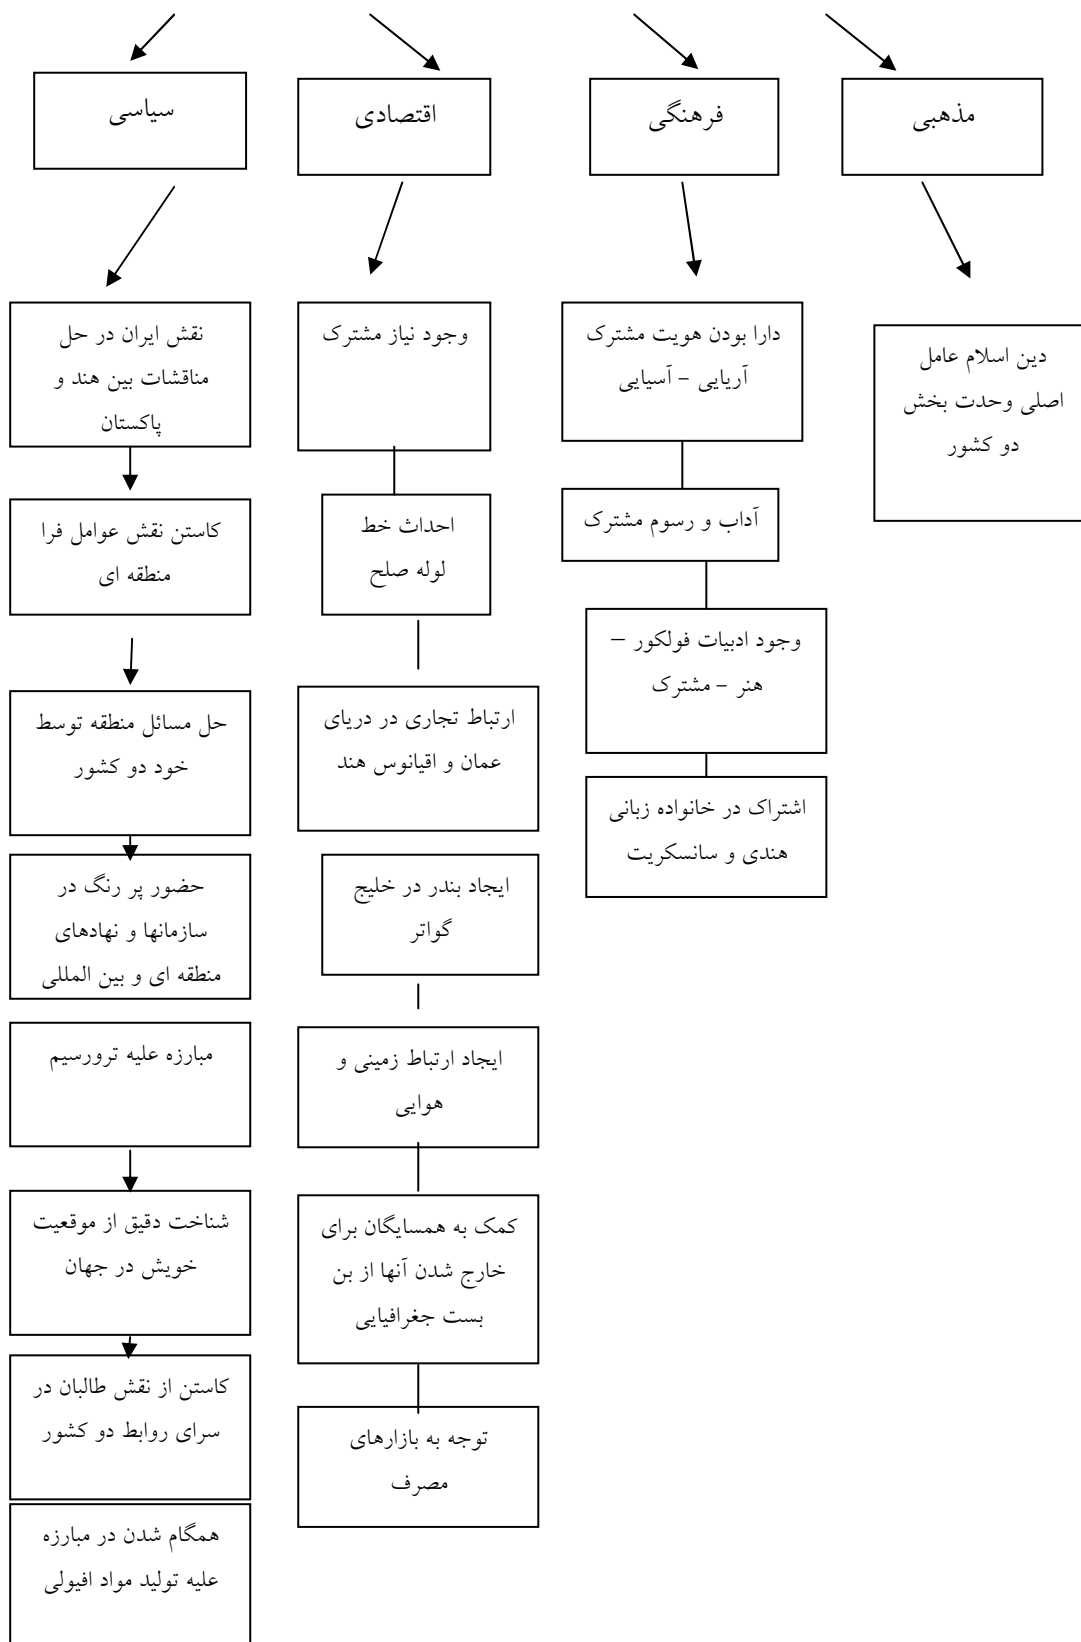 مذهبی
فرهنگی
اقتصادی
سیاسی
دین اسلام عامل
اصلی وحدت بخش
دو کشور
دارا بودن هویت مشترک
آریایی – آسیایی
آداب و رسوم مشترک
وجود ادبیات فولکور –
هنر – مشترک
اشتراک در خانواده زبانی
هندی و سانسکریت
وجود نیاز مشترک
احداث خط
لوله صلح
ارتباط تجاری در دریای
عمان و اقیانوس هند
ایجاد بندر در خلیج
گواتر
ایجاد ارتباط زمینی و
هوایی
کمک به همسایگان برای
خارج شدن آنها از بن
بست جغرافیایی
توجه به بازارهای
مصرف
نقش ایران در حل
مناقشات بین هند و
پاکستان
کاستن نقش عوامل فرا
منطقه ای
حل مسائل منطقه توسط
خود دو کشور
حضور پر رنگ در
سازمانها و نهادهای
منطقه ای و بین المللی
مبارزه علیه ترورسیم
شناخت دقیق از موقعیت
خویش در جهان
کاستن از نقش طالبان در
سرای روابط دو کشور
همگام شدن در مبارزه
علیه تولید مواد افیولی